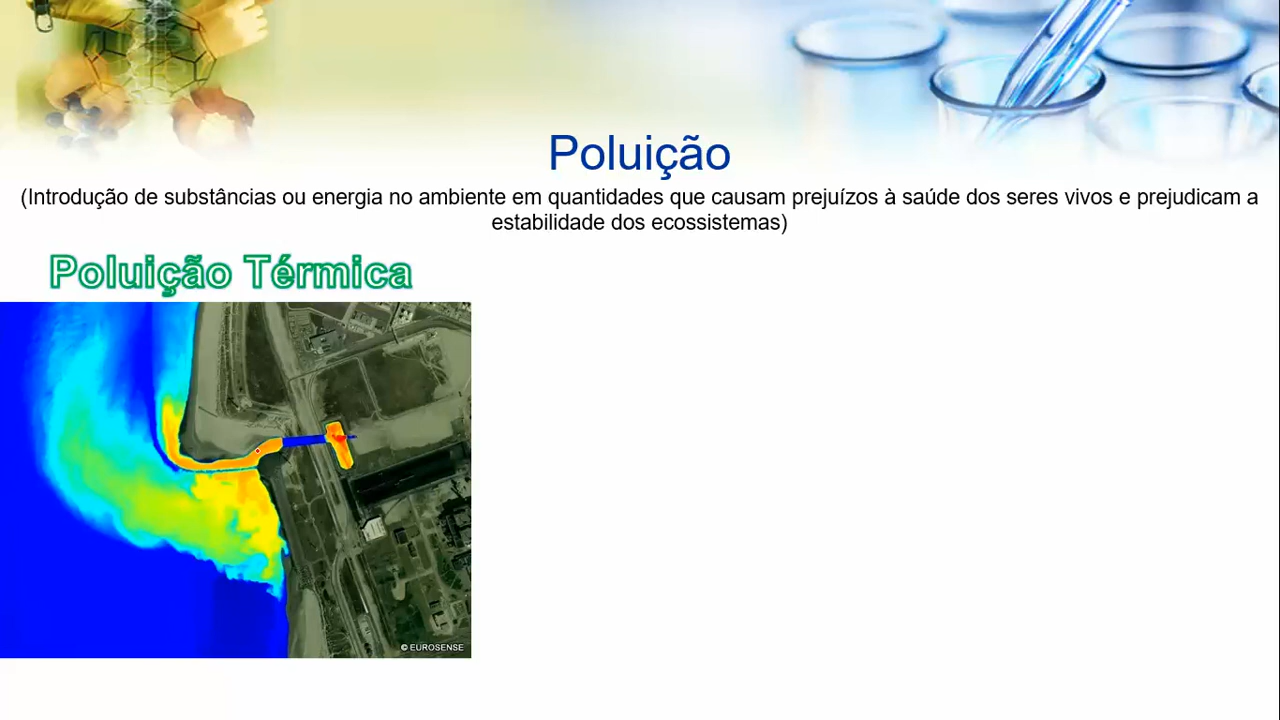 Poluição
(Introdução de substâncias ou energia no ambiente em quantidades que causam prejuízos à saúde dos seres vivos e prejudicam a
estabilidade dos ecossistemas)
Poluição Térmica
© EUROSENSE